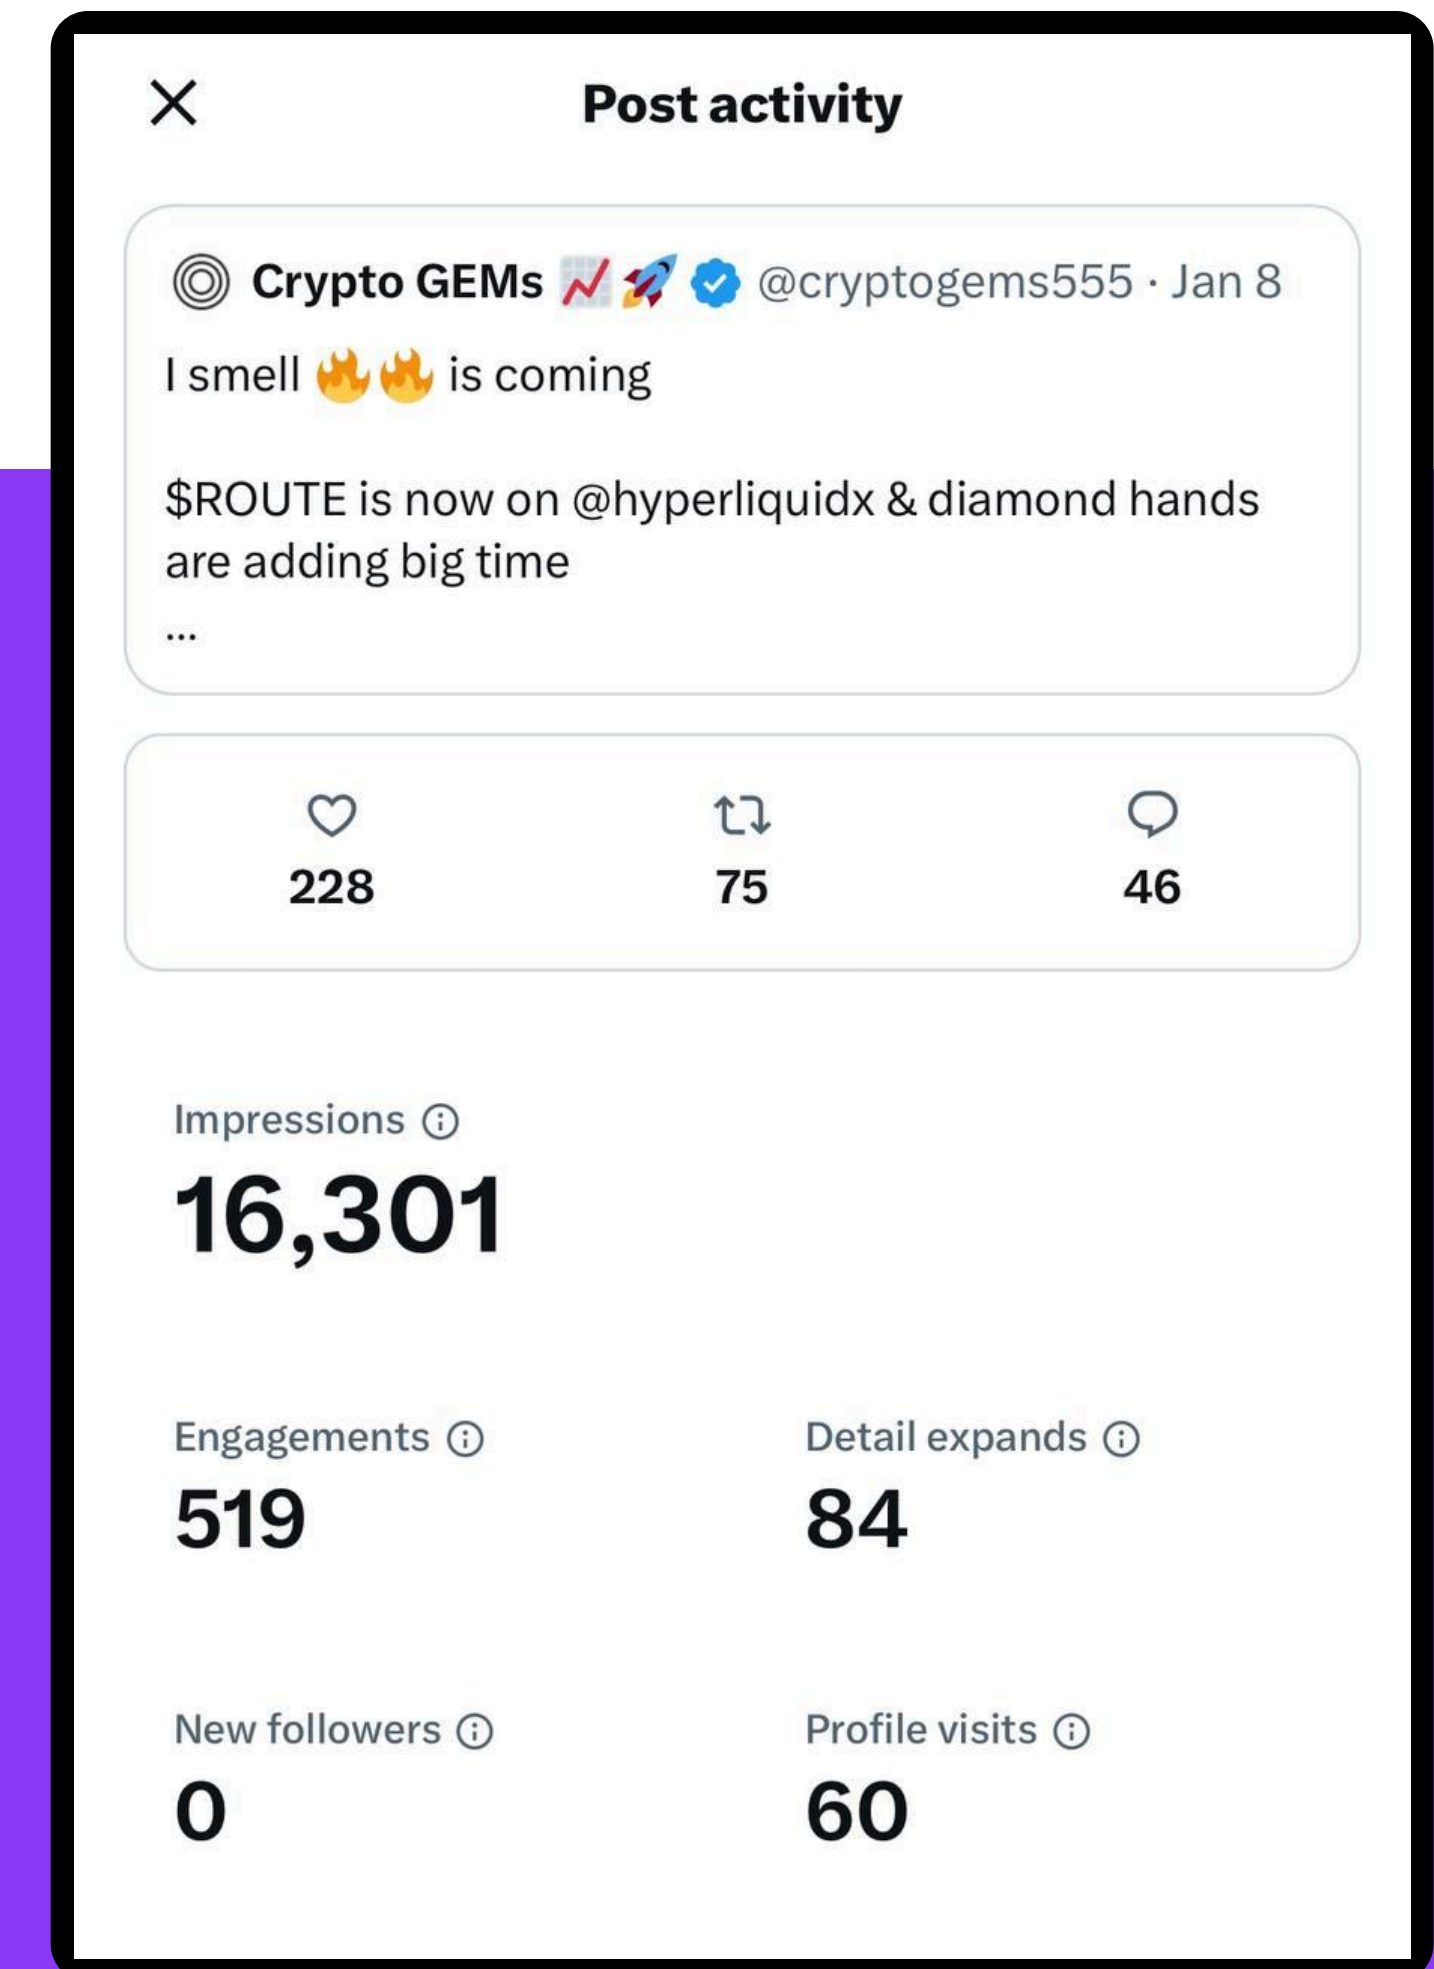 Post activity
Crypto GEMs 📈🚀 @cryptogems555 · Jan 8
I smell 🔥🔥 is coming
$ROUTE is now on @hyperliquidx & diamond hands
are adding big time
...
228
75
46
Impressions
16,301
Engagements
Detail expands
519
84
New followers
Profile visits
0
60